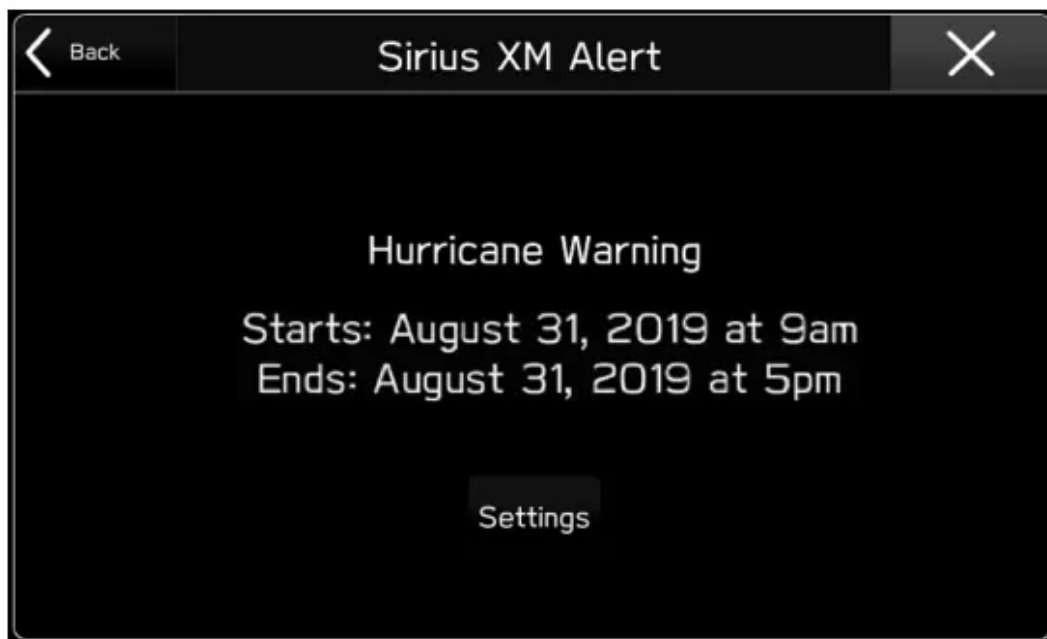 Back
Sirius XM Alert
Hurricane Warning
Starts: August 31, 2019 at 9am
Ends: August 31, 2019 at 5pm
Settings